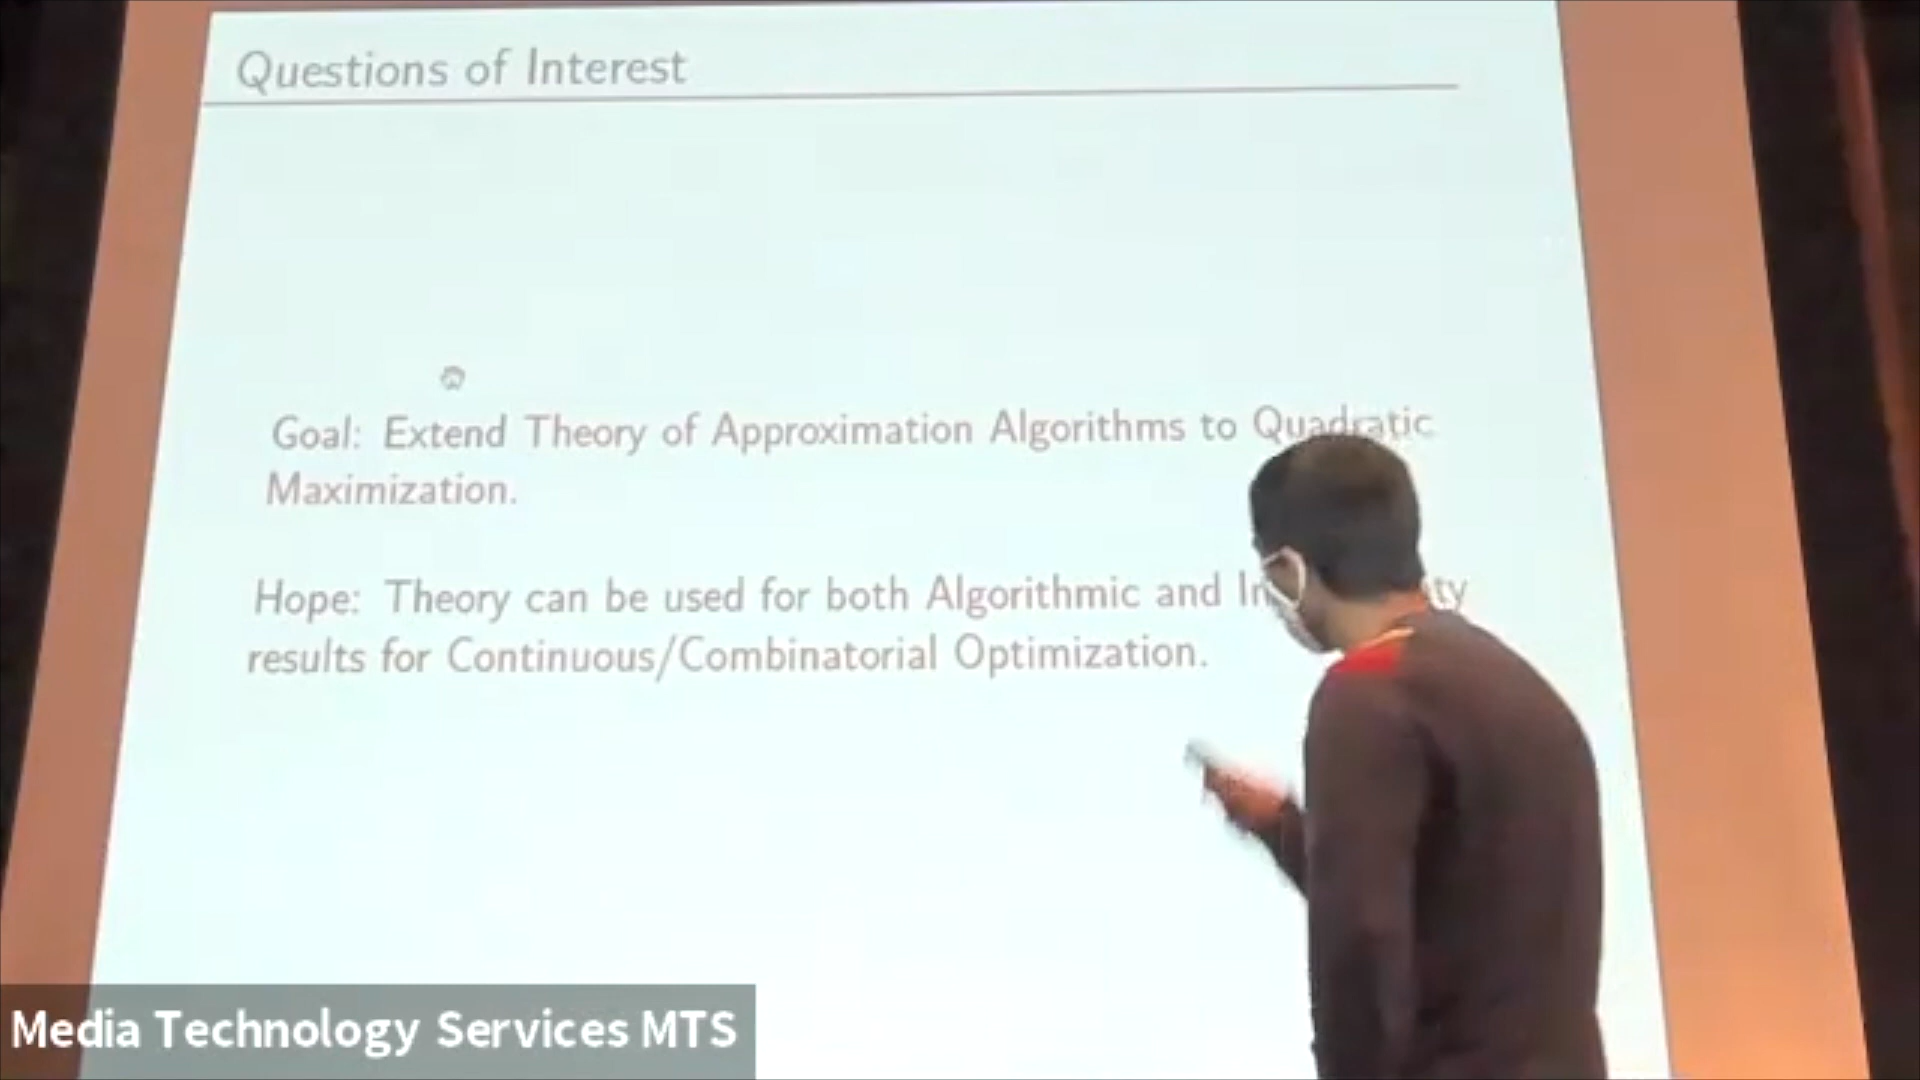 Questions of Interest
Goal: Extend Theory of Approximation Algorithms to Quadratic
Maximization.
Hope: Theory can be used for both Algorithmic and
results for Continuous/Combinatorial Optimization.
Media Technology Services MTS